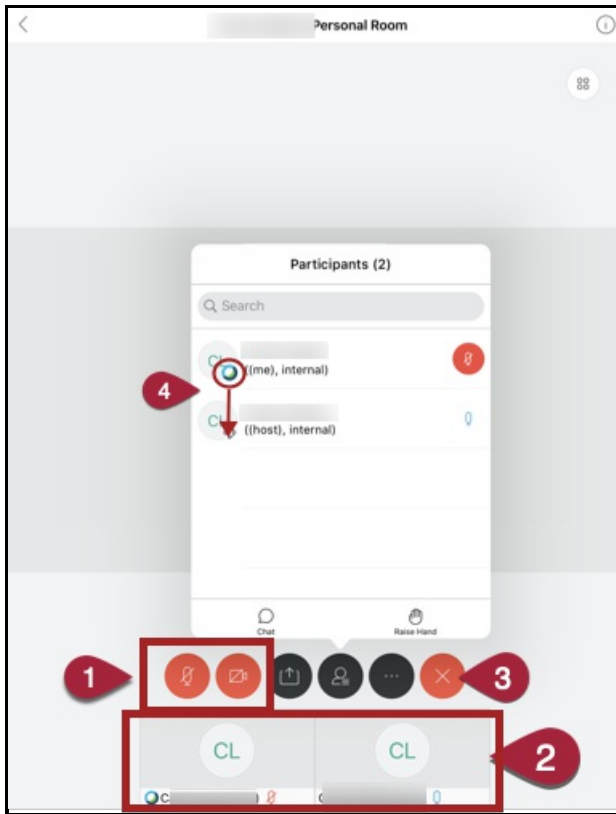 Personal Room
Participants (2)
Search
CL
((me), internal)
4
CL
((host), internal)
Chat
Raise Hand
1
3
CL
CL
2
C
)